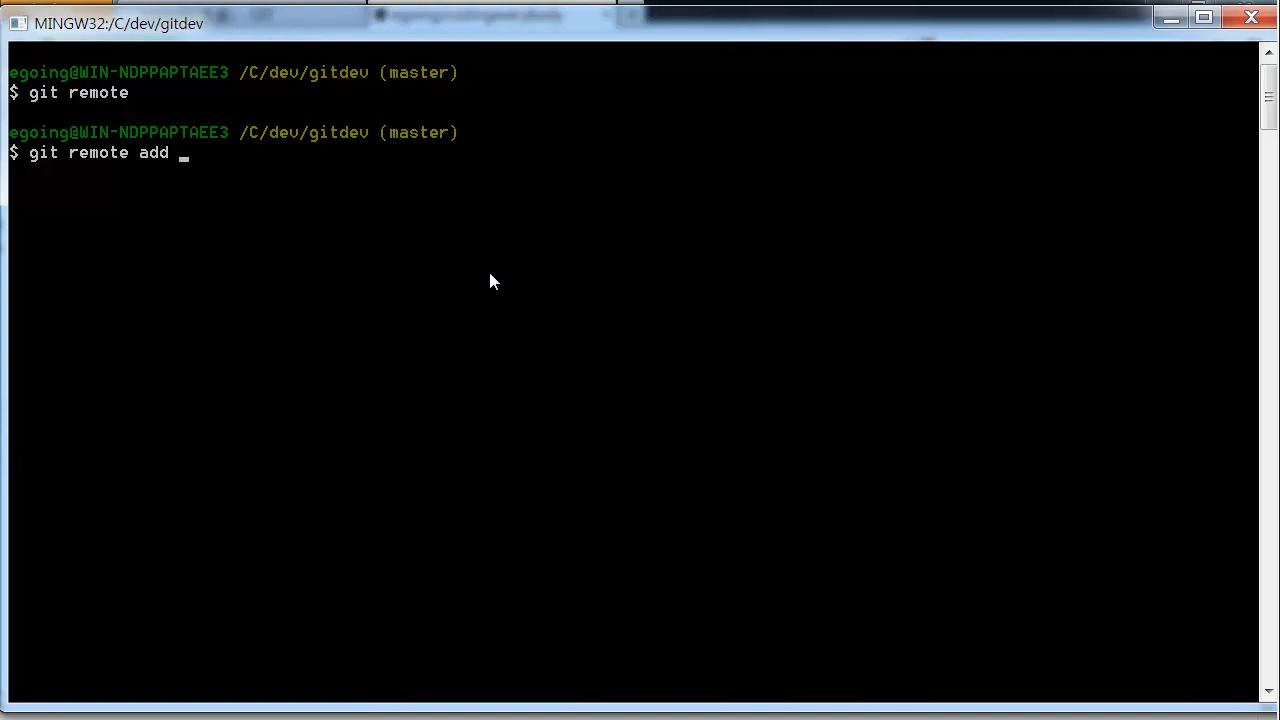 MINGW32:/C/dev/gitdev
egoing@WIN-NDPPAPTAEE3 /C/dev/gitdev (master)
$ git remote
egoing@WIN-NDPPAPTAEE3 /C/dev/gitdev (master)
$ git remote add